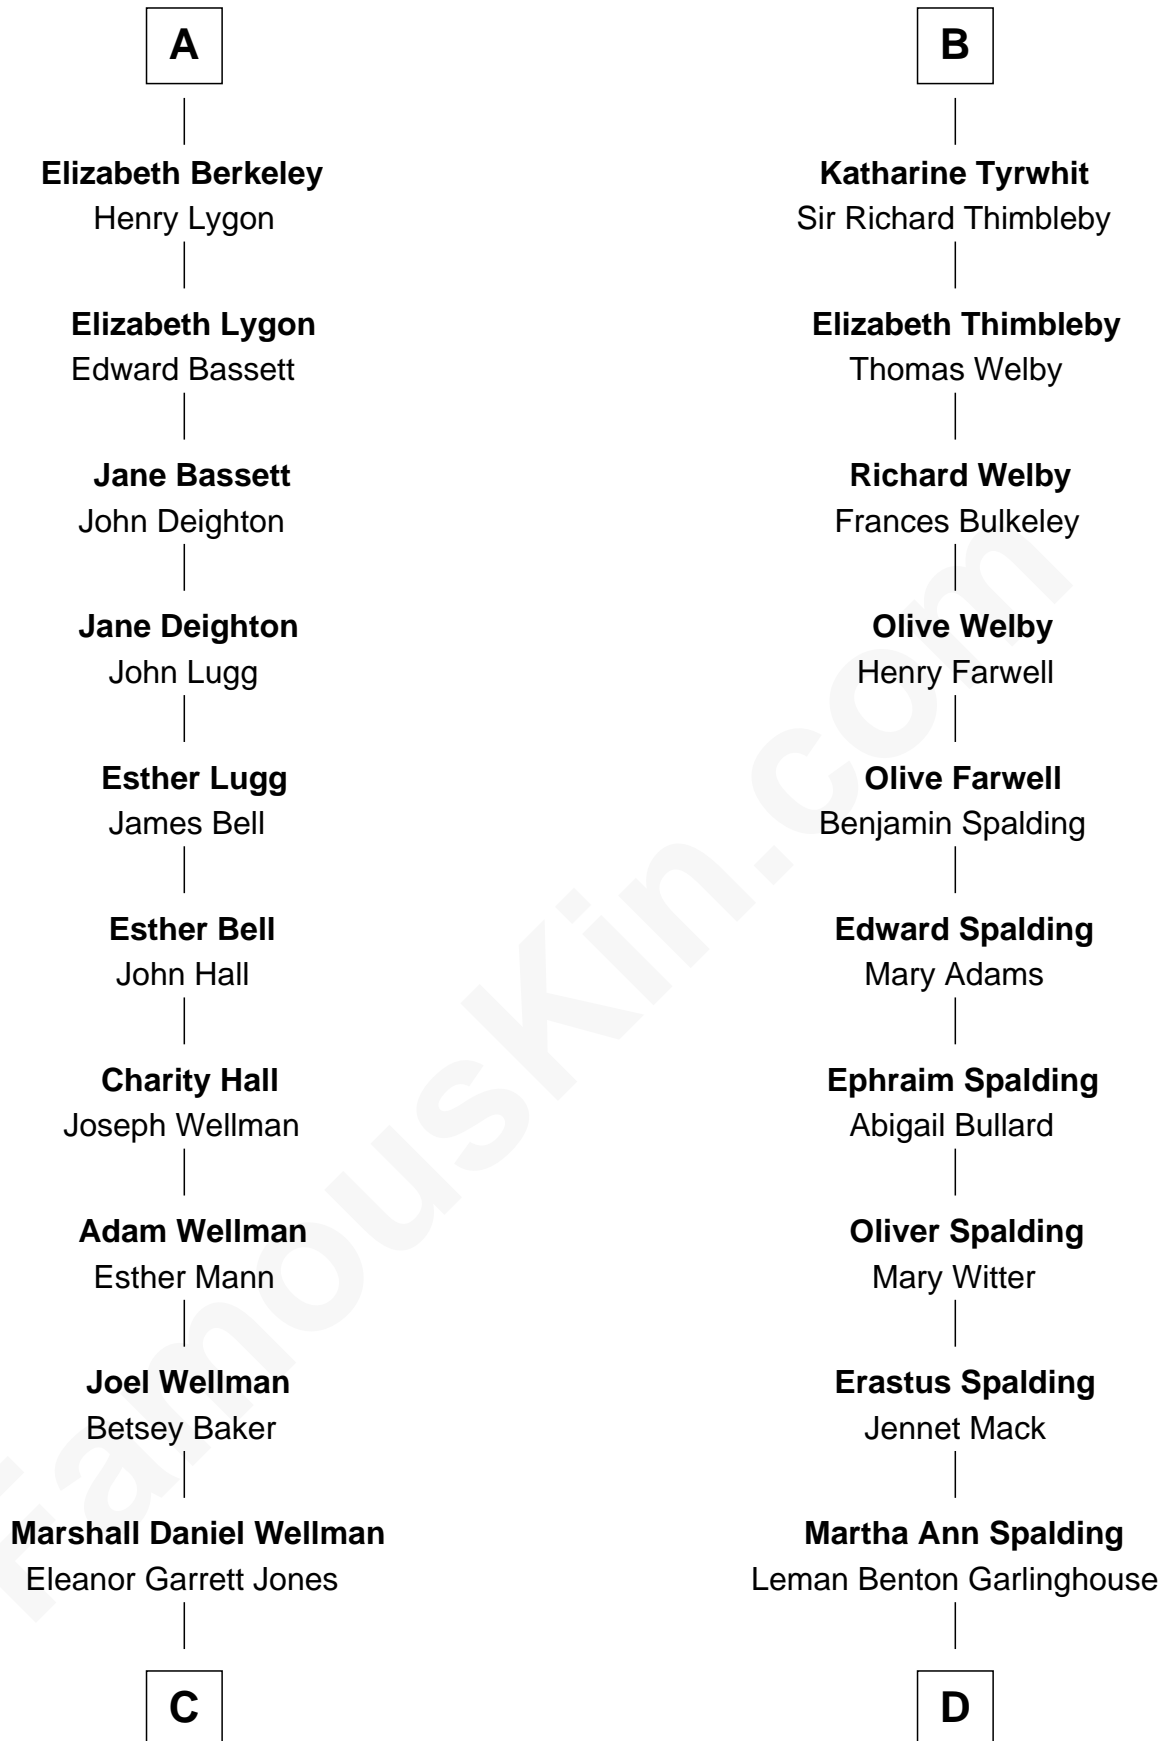 A
Elizabeth Berkeley
Henry Lygon
Elizabeth Lygon
Edward Bassett
Jane Bassett
John Deighton
Jane Deighton
John Lugg
Esther Lugg
James Bell
Esther Bell
John Hall
Charity Hall
Joseph Wellman
Adam Wellman
Esther Mann
Joel Wellman
Betsey Baker
Marshall Daniel Wellman
Eleanor Garrett Jones
C
B
Katharine Tyrwhit
Sir Richard Thimbleby
Elizabeth Thimbleby
Thomas Welby
Richard Welby
Frances Bulkeley
Olive Welby
Henry Farwell
Olive Farwell
Benjamin Spalding
Edward Spalding
Mary Adams
Ephraim Spalding
Abigail Bullard
Oliver Spalding
Mary Witter
Erastus Spalding
Jennet Mack
Martha Ann Spalding
Leman Benton Garlinghouse
D
FamousKin.com